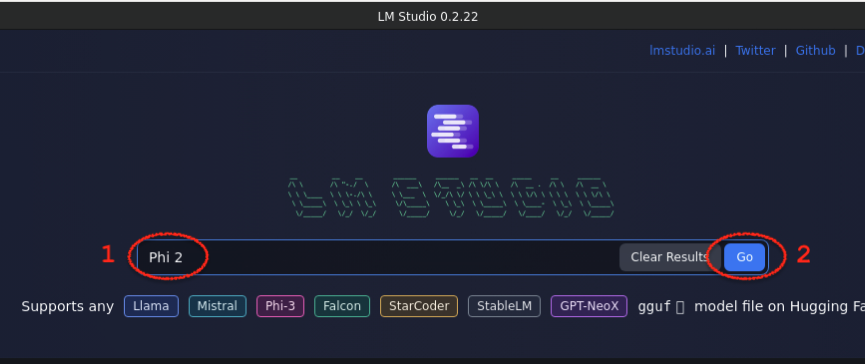 LM Studio 0.2.22
lmstudio.ai | Twitter | Github | D
LM STUDIO
1 Phi 2 Clear Results Go 2
Supports any Llama Mistral Phi-3 Falcon StarCoder StableLM GPT-NeoX gguf model file on Hugging Fa